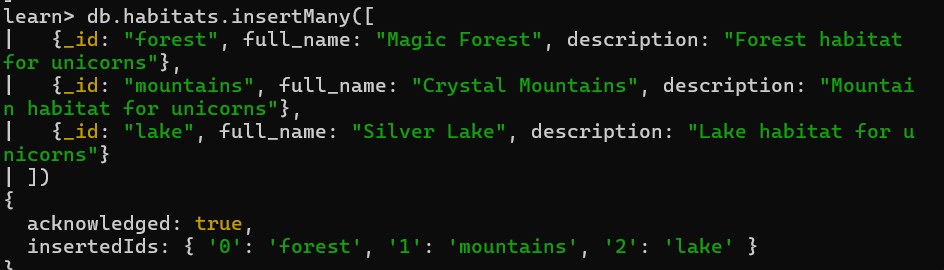 learn> db.habitats.insertMany([
|   {_id: "forest", full_name: "Magic Forest", description: "Forest habitat
for unicorns"},
|   {_id: "mountains", full_name: "Crystal Mountains", description: "Mountai
n habitat for unicorns"},
|   {_id: "lake", full_name: "Silver Lake", description: "Lake habitat for u
nicorns"}
| ])
{
  acknowledged: true,
  insertedIds: { '0': 'forest', '1': 'mountains', '2': 'lake' }
}